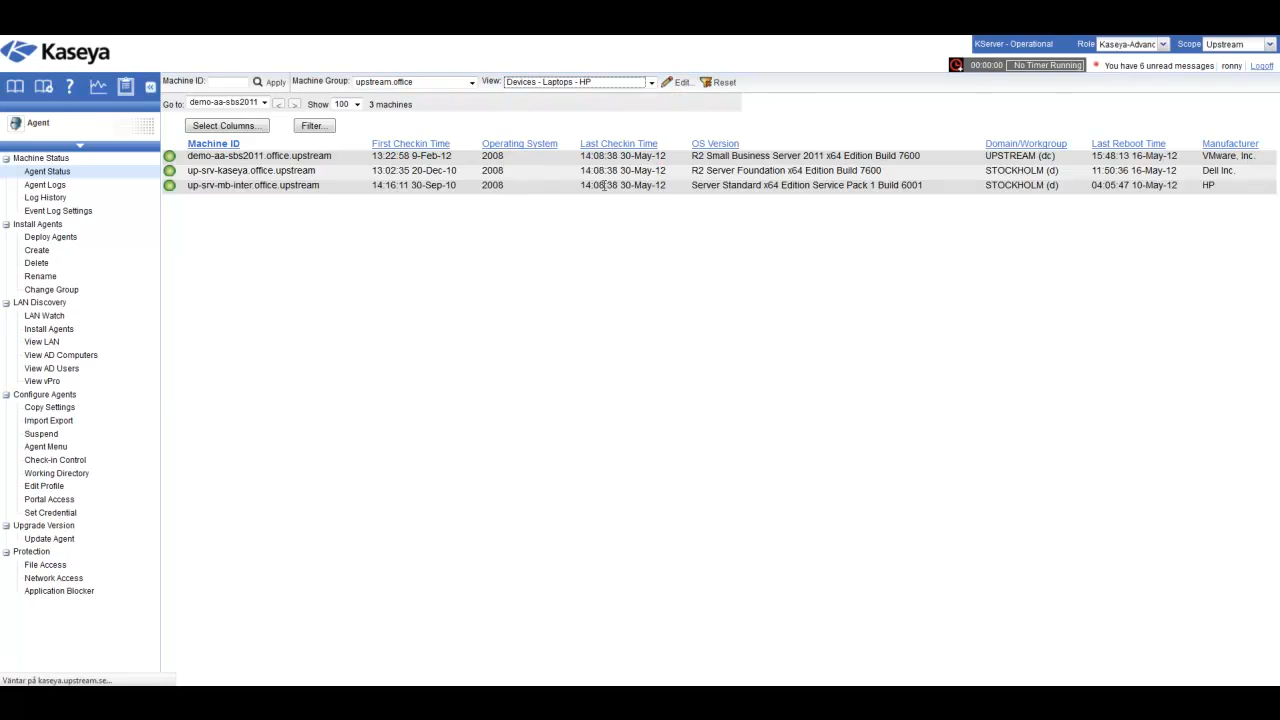 Kaseya
KServer - Operational Role Kaseya-Advanc Scope Upstream
00:00:00 No Timer Running * You have 6 unread messages ronny Logoff
Machine ID: Apply Machine Group: upstream.office View: Devices - Laptops - HP Edit... Reset
Go to: demo-aa-sbs2011 < > Show 100 3 machines
Select Columns... Filter...
Machine ID First Checkin Time Operating System Last Checkin Time OS Version Domain/Workgroup Last Reboot Time Manufacturer
demo-aa-sbs2011.office.upstream 13:22:58 9-Feb-12 2008 14:08:38 30-May-12 R2 Small Business Server 2011 x64 Edition Build 7600 UPSTREAM (dc) 15:48:13 16-May-12 VMware, Inc.
up-srv-kaseya.office.upstream 13:02:35 20-Dec-10 2008 14:08:38 30-May-12 R2 Server Foundation x64 Edition Build 7600 STOCKHOLM (d) 11:50:36 16-May-12 Dell Inc.
up-srv-mb-inter.office.upstream 14:16:11 30-Sep-10 2008 14:08:38 30-May-12 Server Standard x64 Edition Service Pack 1 Build 6001 STOCKHOLM (d) 04:05:47 10-May-12 HP
Agent
Machine Status
Agent Status
Agent Logs
Log History
Event Log Settings
Install Agents
Deploy Agents
Create
Delete
Rename
Change Group
LAN Discovery
LAN Watch
Install Agents
View LAN
View AD Computers
View AD Users
View vPro
Configure Agents
Copy Settings
Import Export
Suspend
Agent Menu
Check-in Control
Working Directory
Edit Profile
Portal Access
Set Credential
Upgrade Version
Update Agent
Protection
File Access
Network Access
Application Blocker
Väntar på kaseya.upstream.se...